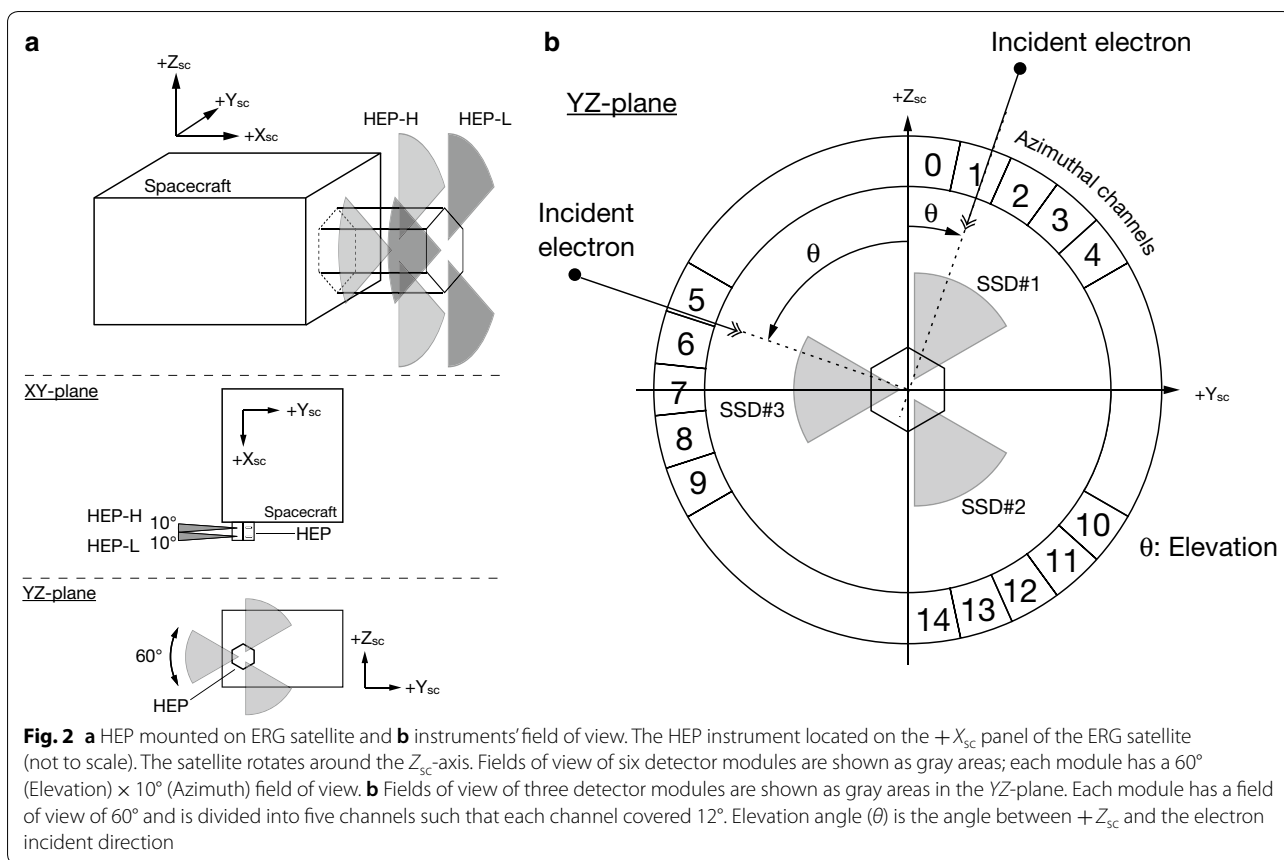 a
+Zsc
+Ysc
+Xsc
HEP-H
HEP-L
Spacecraft
XY-plane
+Ysc
+Xsc
Spacecraft
HEP-H
10°
HEP-L
10°
HEP
YZ-plane
60°
HEP
+Zsc
+Ysc
b
Incident electron
YZ-plane
+Zsc
Azimuthal channels
0
1
2
3
4
θ
Incident
electron
θ
SSD#1
5
6
7
8
9
SSD#3
+Ysc
SSD#2
10
11
12
13
14
θ: Elevation
Fig. 2 a HEP mounted on ERG satellite and b instruments' field of view. The HEP instrument located on the +Xsc panel of the ERG satellite
(not to scale). The satellite rotates around the Zsc-axis. Fields of view of six detector modules are shown as gray areas; each module has a 60°
(Elevation) × 10° (Azimuth) field of view. b Fields of view of three detector modules are shown as gray areas in the YZ-plane. Each module has a field
of view of 60° and is divided into five channels such that each channel covered 12°. Elevation angle (θ) is the angle between +Zsc and the electron
incident direction